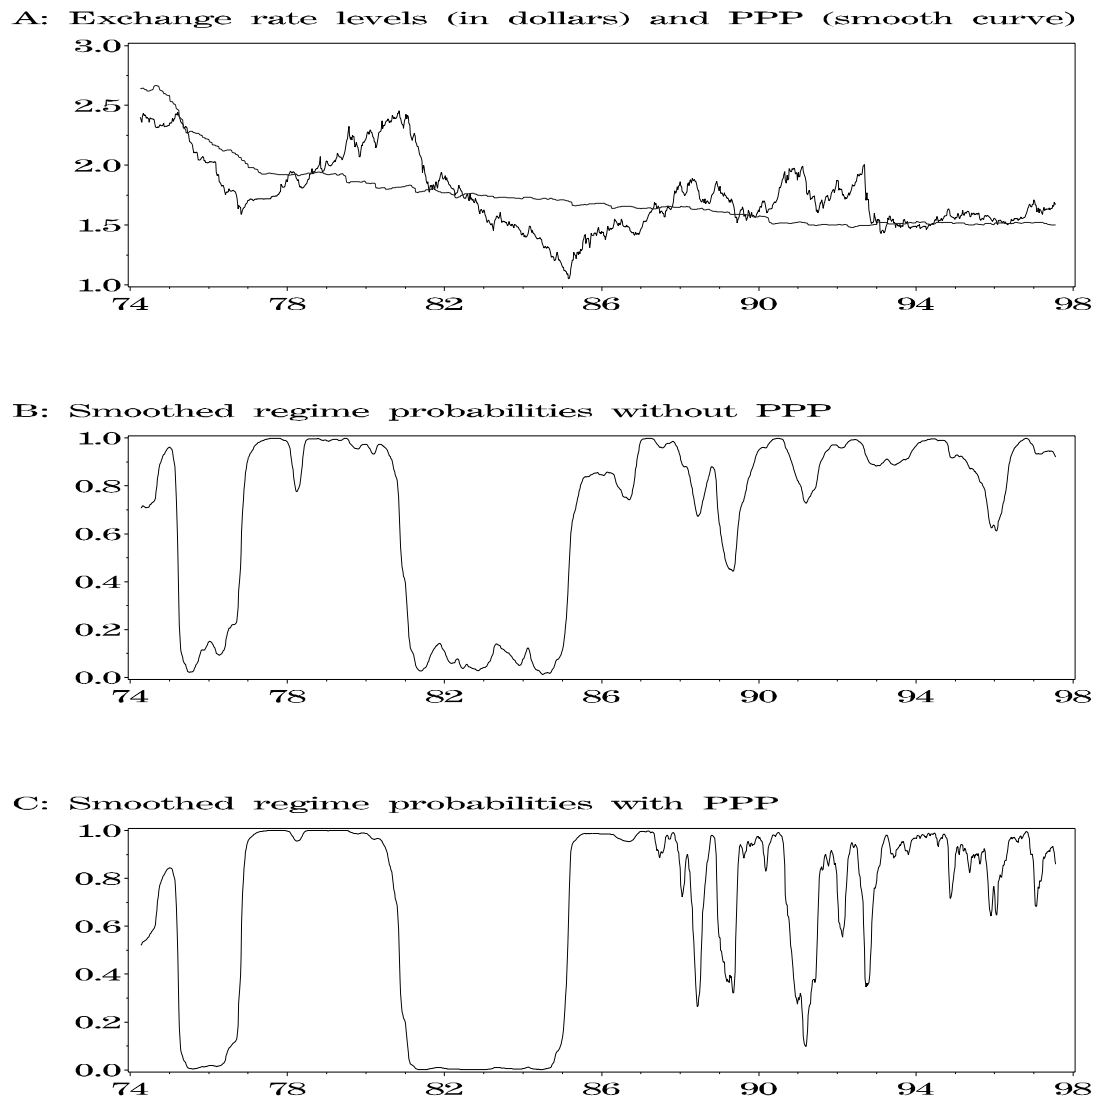 A: Exchange rate levels (in dollars) and PPP (smooth curve)
3.0
2.5
2.0
1.5
1.0
74 78 82 86 90 94 98
B: Smoothed regime probabilities without PPP
1.0
0.8
0.6
0.4
0.2
0.0
74 78 82 86 90 94 98
C: Smoothed regime probabilities with PPP
1.0
0.8
0.6
0.4
0.2
0.0
74 78 82 86 90 94 98